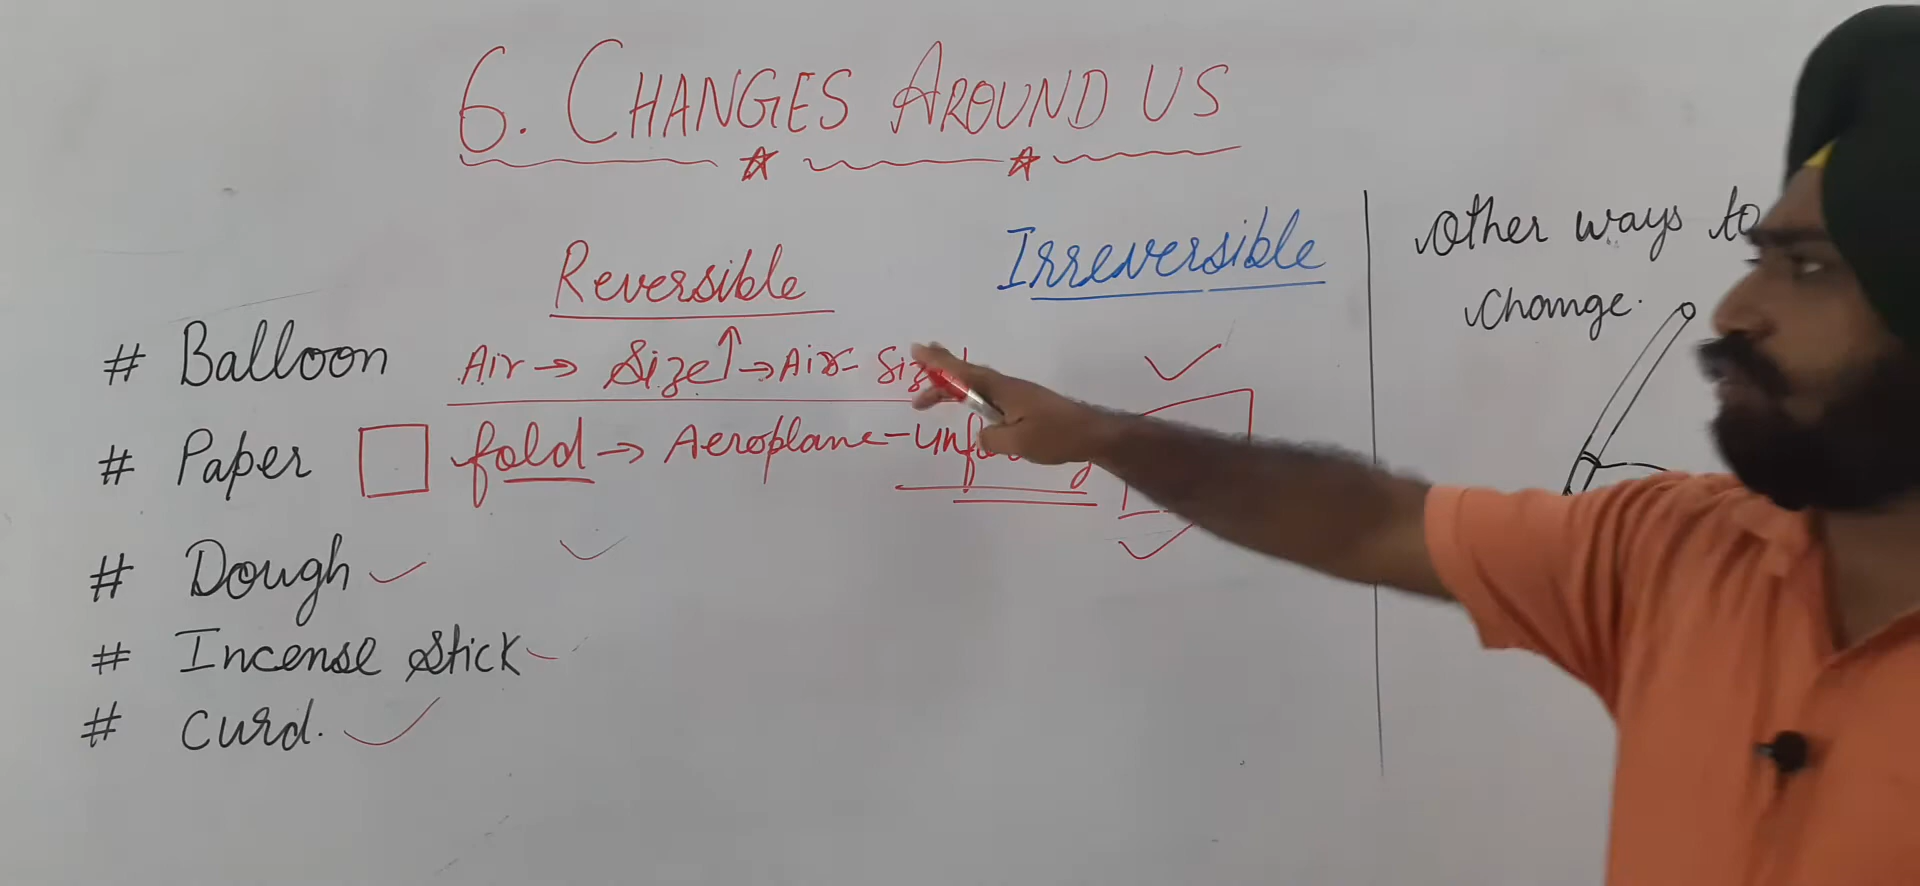 6. CHANGES AROUND US
Reversible
Irreversible
# Balloon Air → Size↑ → Air- Siz
# Paper fold → Aeroplane - unf
# Dough
# Incense Stick
# Curd.
Other ways to
Change.